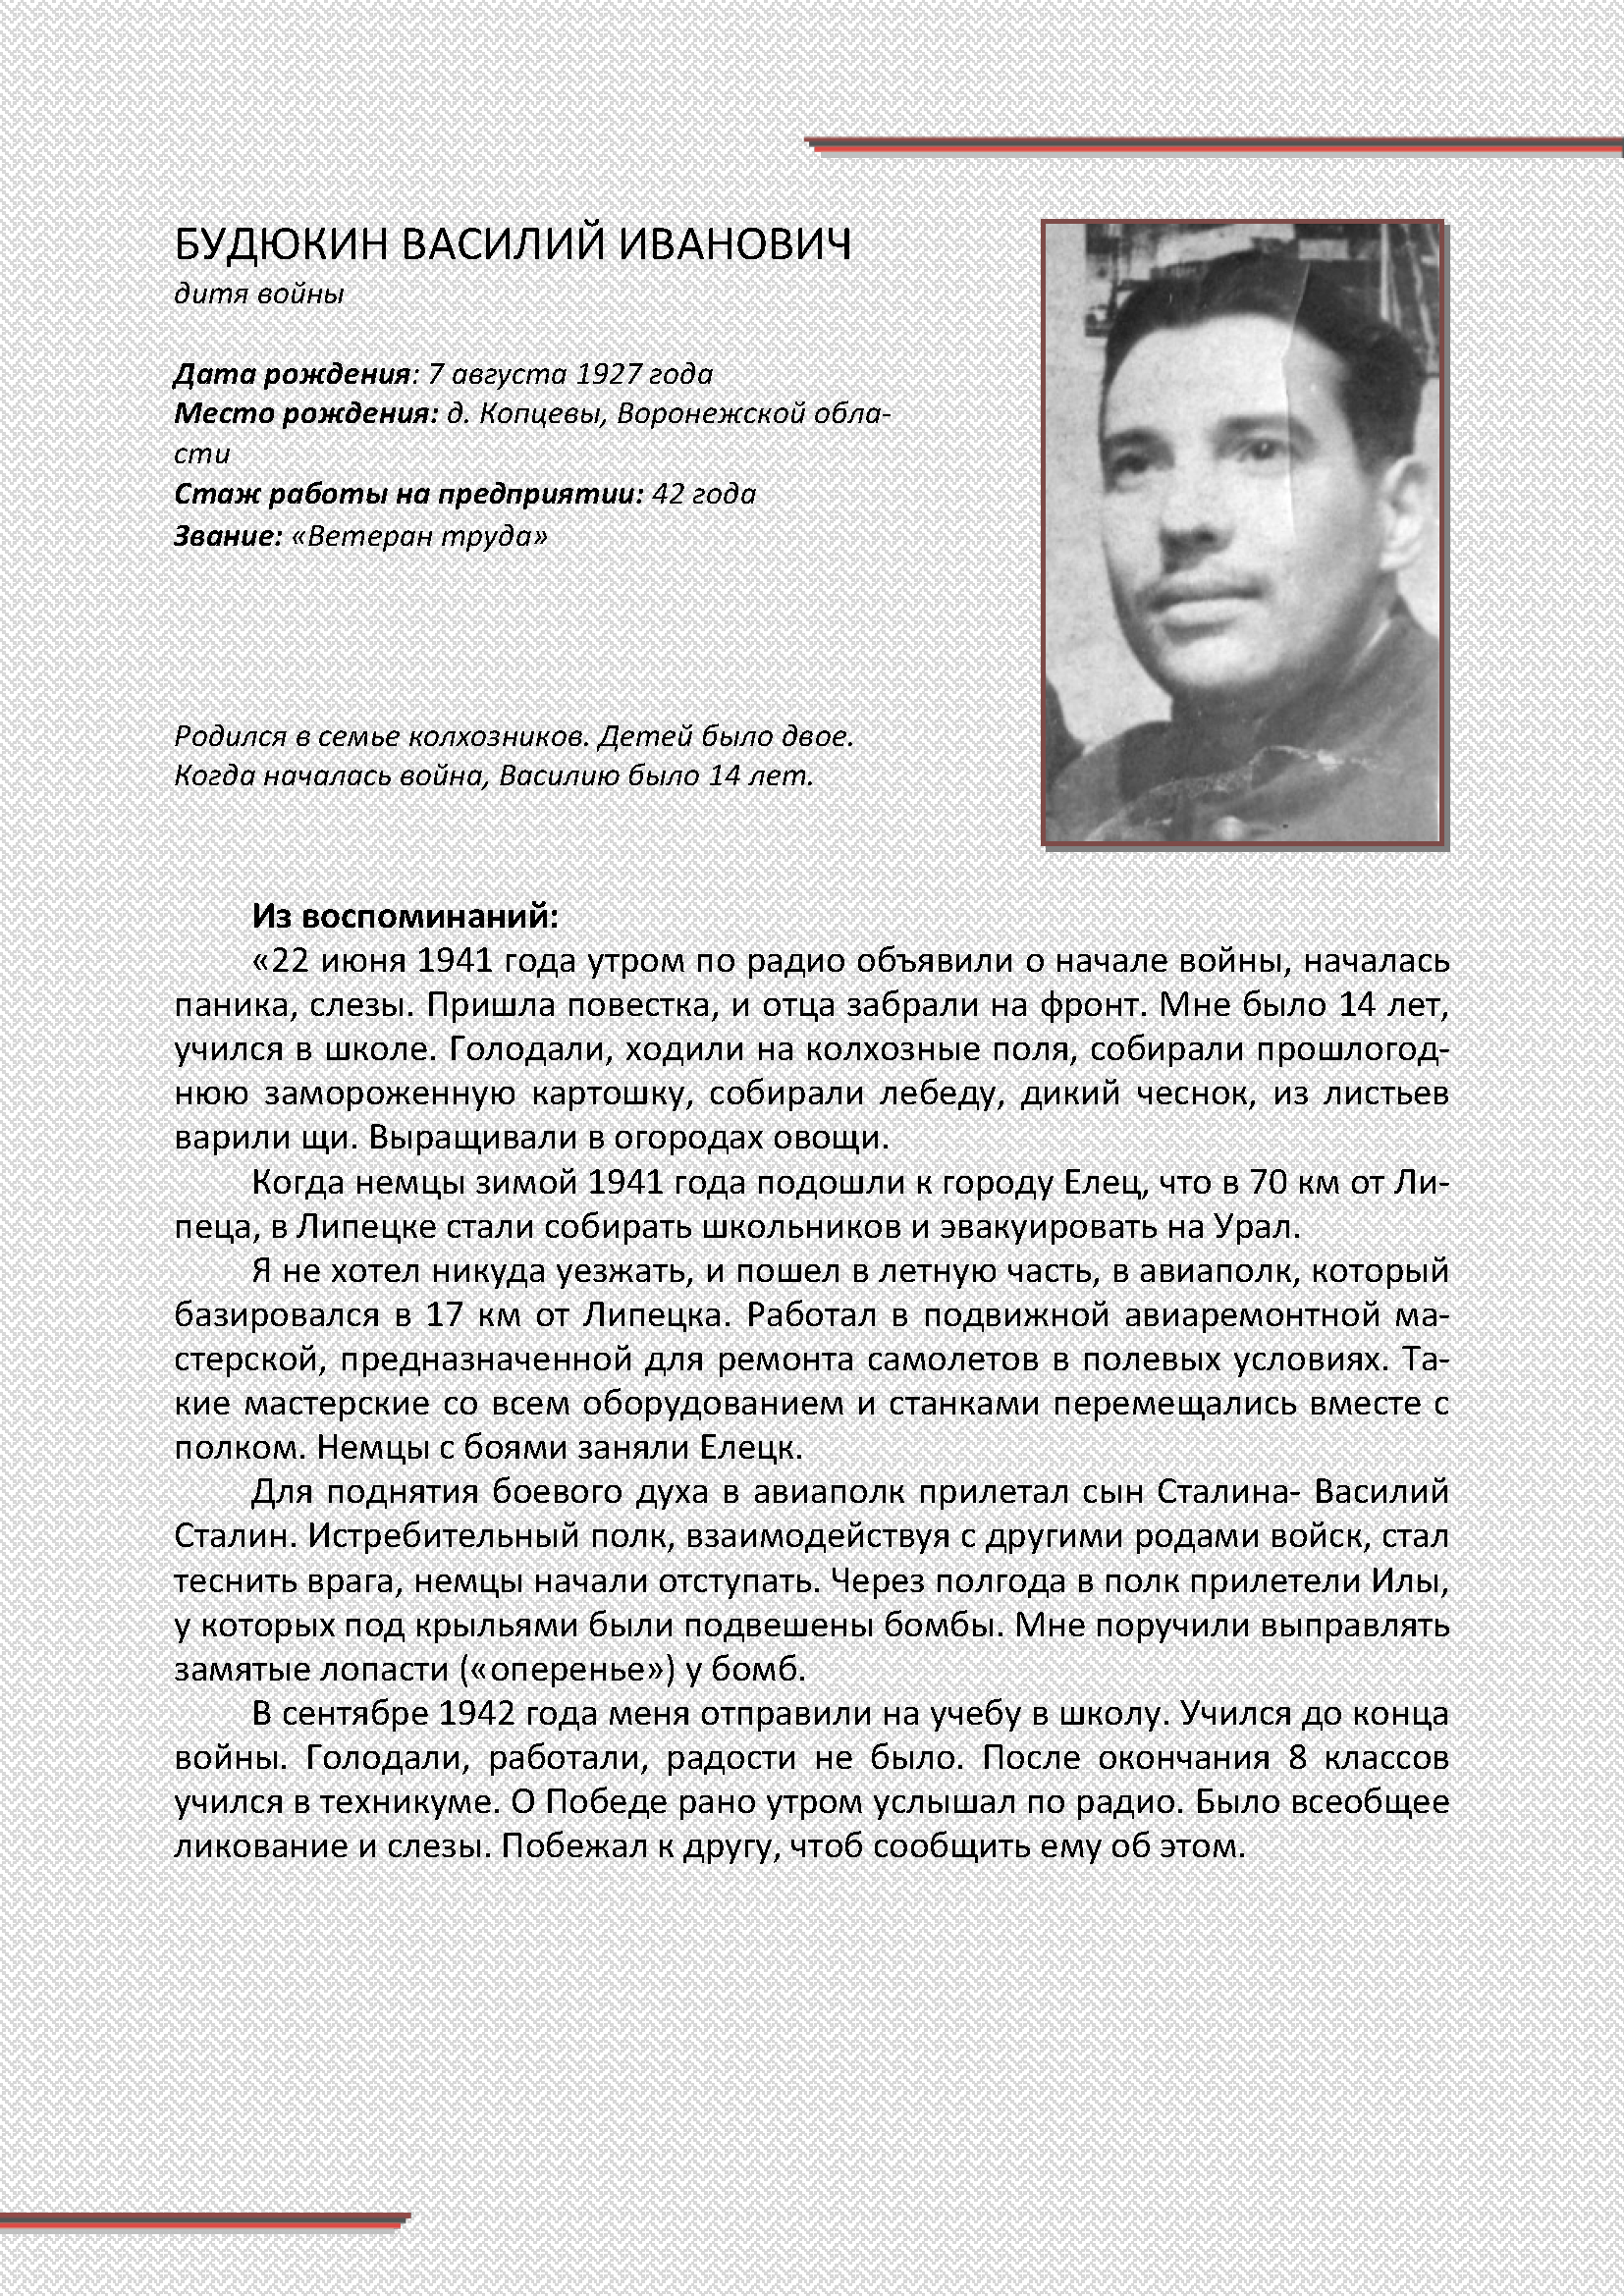 БУДЮКИН ВАСИЛИЙ ИВАНОВИЧ
дитя войны
Дата рождения: 7 августа 1927 года
Место рождения: д. Копцевы, Воронежской обла-
сти
Стаж работы на предприятии: 42 года
Звание: «Ветеран труда»
Родился в семье колхозников. Детей было двое.
Когда началась война, Василию было 14 лет.
Из воспоминаний:
«22 июня 1941 года утром по радио объявили о начале войны, началась
паника, слезы. Пришла повестка, и отца забрали на фронт. Мне было 14 лет,
учился в школе. Голодали, ходили на колхозные поля, собирали прошлогод-
нюю замороженную картошку, собирали лебеду, дикий чеснок, из листьев
варили щи. Выращивали в огородах овощи.
Когда немцы зимой 1941 года подошли к городу Елец, что в 70 км от Ли-
пеца, в Липецке стали собирать школьников и эвакуировать на Урал.
Я не хотел никуда уезжать, и пошел в летную часть, в авиаполк, который
базировался в 17 км от Липецка. Работал в подвижной авиаремонтной ма-
стерской, предназначенной для ремонта самолетов в полевых условиях. Та-
кие мастерские со всем оборудованием и станками перемещались вместе с
полком. Немцы с боями заняли Елецк.
Для поднятия боевого духа в авиаполк прилетал сын Сталина- Василий
Сталин. Истребительный полк, взаимодействуя с другими родами войск, стал
теснить врага, немцы начали отступать. Через полгода в полк прилетели Илы,
у которых под крыльями были подвешены бомбы. Мне поручили выправлять
замятые лопасти («оперенье») у бомб.
В сентябре 1942 года меня отправили на учебу в школу. Учился до конца
войны. Голодали, работали, радости не было. После окончания 8 классов
учился в техникуме. О Победе рано утром услышал по радио. Было всеобщее
ликование и слезы. Побежал к другу, чтоб сообщить ему об этом.